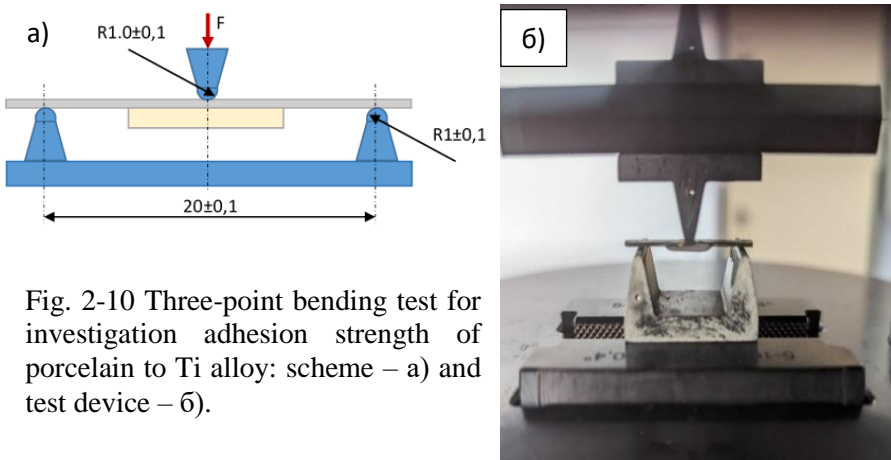 а)
F
R1.0±0,1
R1±0,1
20±0,1
б)
Fig. 2-10 Three-point bending test for
investigation adhesion strength of
porcelain to Ti alloy: scheme – а) and
test device – б).